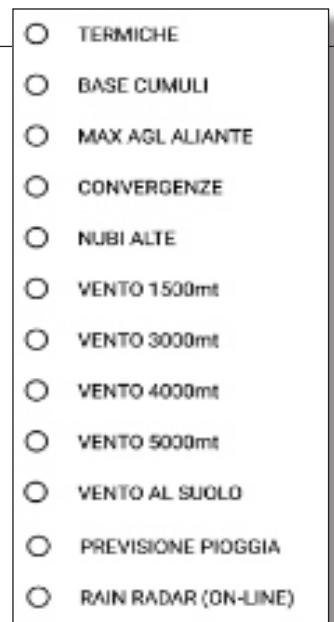 TERMICHE
BASE CUMULI
MAX AGL ALIANTE
CONVERGENZE
NUBI ALTE
VENTO 1500mt
VENTO 3000mt
VENTO 4000mt
VENTO 5000mt
VENTO AL SUOLO
PREVISIONE PIOGGIA
RAIN RADAR (ON-LINE)